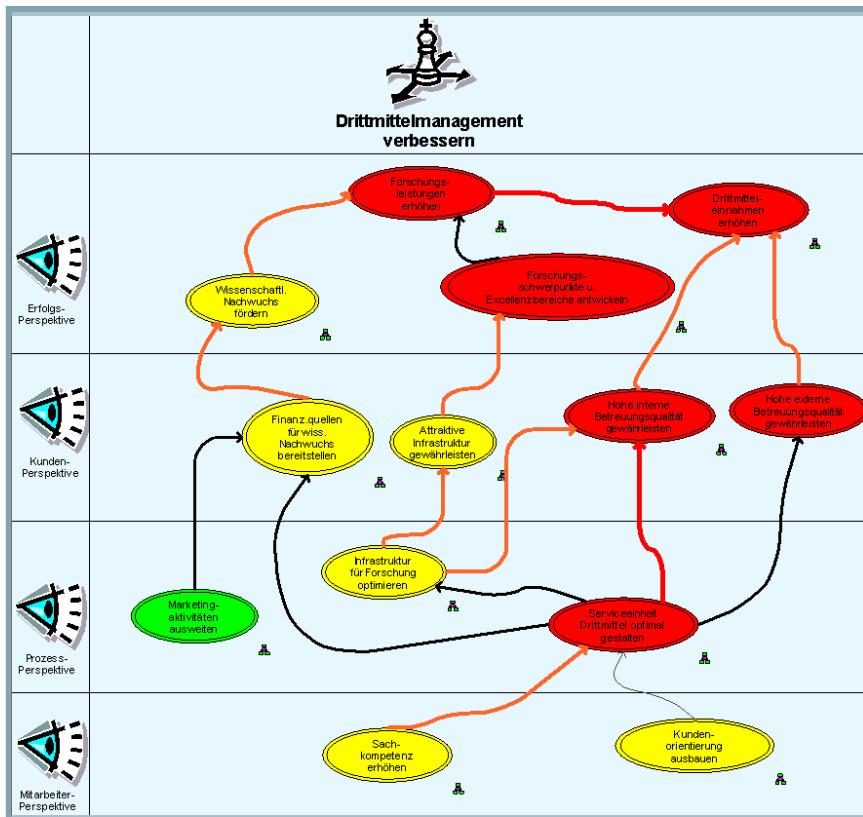 Drittmittelmanagement
verbessern
Forschungs-
leistungen
erhöhen
Drittmittel-
einnahmen
erhöhen
Wissenschaftl.
Nachwuchs
fördern
Forschungs-
schwerpunkte u.
Excellenzbereiche entwickeln
Erfolgs-
Perspektive
Finanz.quellen
für wiss.
Nachwuchs
bereitstellen
Attraktive
Infrastruktur
gewährleisten
Hohe interne
Betreuungsqualität
gewährleisten
Hohe externe
Betreuungsqualität
gewährleisten
Kunden-
Perspektive
Infrastruktur
für Forschung
optimieren
Marketing-
aktivitäten
ausweiten
Serviceeinheit
Drittmittel optimal
gestalten
Prozess-
Perspektive
Sach-
kompetenz
erhöhen
Kunden-
orientierung
ausbauen
Mitarbeiter-
Perspektive